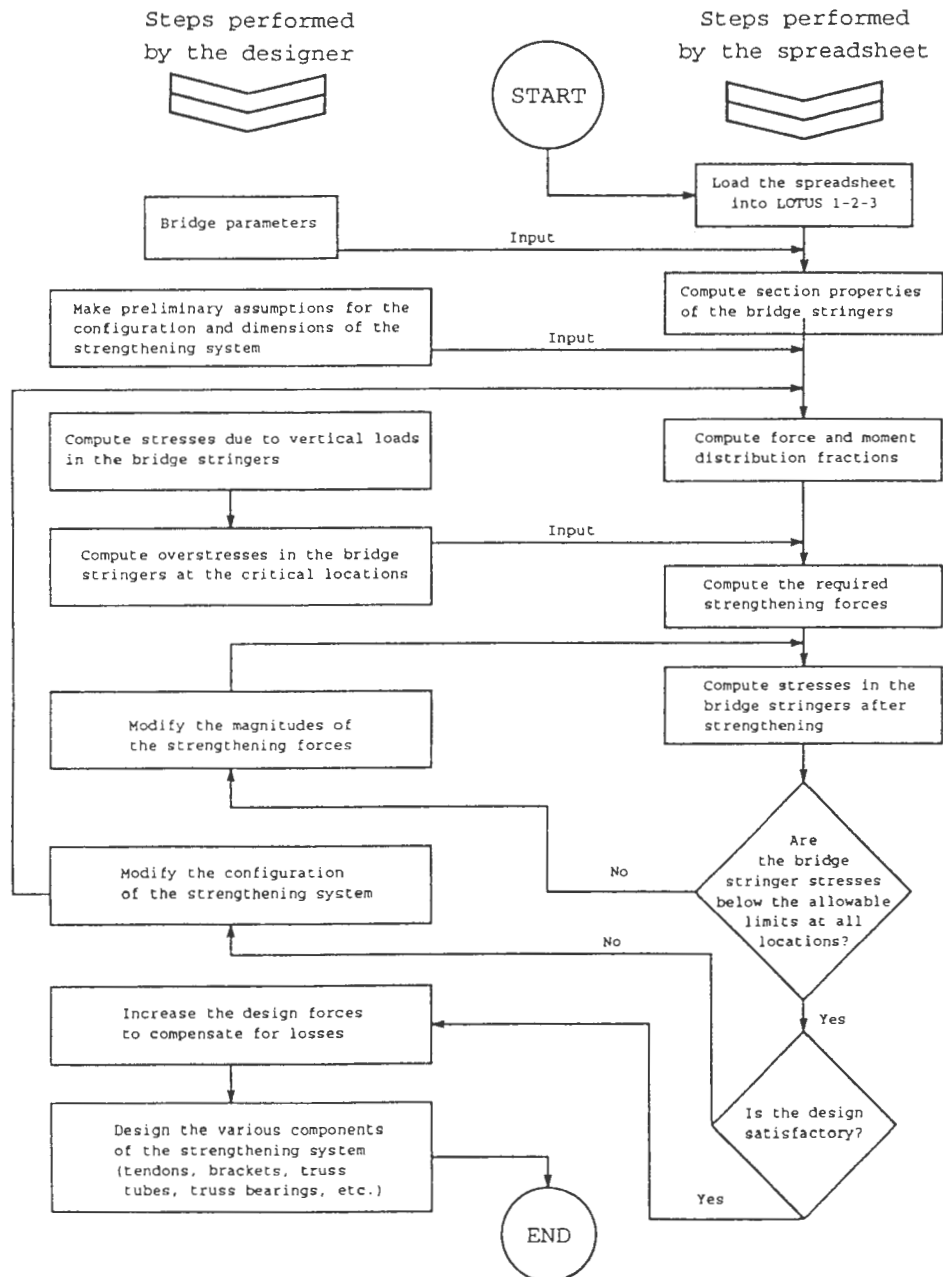 Steps performed
by the designer
Steps performed
by the spreadsheet
START
Load the spreadsheet
into LOTUS 1-2-3
Bridge parameters
Input
Compute section properties
of the bridge stringers
Make preliminary assumptions for the
configuration and dimensions of the
strengthening system
Input
Compute stresses due to vertical loads
in the bridge stringers
Compute force and moment
distribution fractions
Input
Compute overstresses in the bridge
stringers at the critical locations
Compute the required
strengthening forces
Compute stresses in the
bridge stringers after
strengthening
Modify the magnitudes of
the strengthening forces
Are
the bridge
stringer stresses
below the allowable
limits at all
locations?
No
Modify the configuration
of the strengthening system
No
Yes
Increase the design forces
to compensate for losses
Is the design
satisfactory?
Design the various components
of the strengthening system
(tendons, brackets, truss
tubes, truss bearings, etc.)
Yes
END